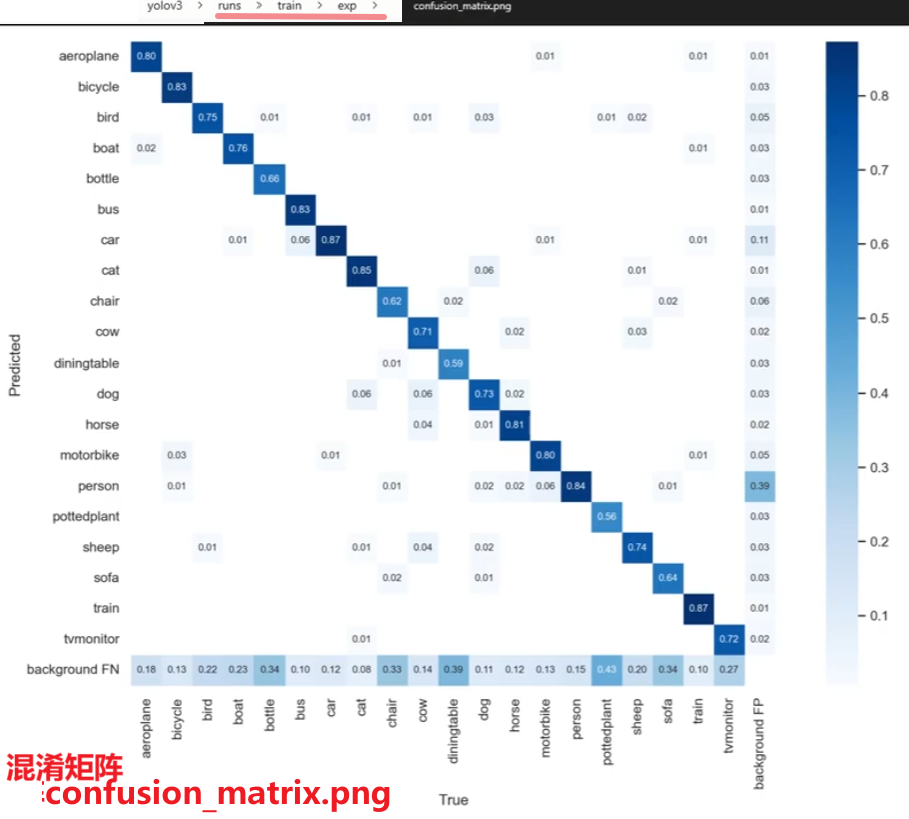 yolov3 > runs > train > exp > confusion_matrix.png
aeroplane 0.80 0.01 0.01 0.01
bicycle 0.83 0.03
bird 0.75 0.01 0.01 0.01 0.03 0.01 0.02 0.05
boat 0.02 0.76 0.01 0.03
bottle 0.66 0.03
bus 0.83 0.01
car 0.01 0.06 0.87 0.01 0.01 0.11
cat 0.85 0.06 0.01 0.01
chair 0.62 0.02 0.02 0.06
cow 0.71 0.02 0.03 0.02
diningtable 0.01 0.59 0.03
dog 0.06 0.06 0.73 0.02 0.03
horse 0.04 0.01 0.81 0.02
motorbike 0.03 0.01 0.80 0.01 0.05
person 0.01 0.01 0.02 0.02 0.06 0.84 0.01 0.39
pottedplant 0.56 0.03
sheep 0.01 0.01 0.04 0.02 0.74 0.03
sofa 0.02 0.01 0.64 0.03
train 0.87 0.01
tvmonitor 0.01 0.72 0.02
background FN 0.18 0.13 0.22 0.23 0.34 0.10 0.12 0.08 0.33 0.14 0.39 0.11 0.12 0.13 0.15 0.43 0.20 0.34 0.10 0.27
Predicted
aeroplane
bicycle
bird
boat
bottle
bus
car
cat
chair
cow
diningtable
dog
horse
motorbike
person
pottedplant
sheep
sofa
train
tvmonitor
background FP
True
0.8
0.7
0.6
0.5
0.4
0.3
0.2
0.1
混淆矩阵
:confusion_matrix.png